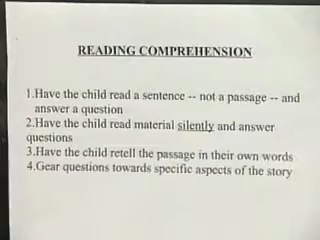 READING COMPREHENSION
1.Have the child read a sentence -- not a passage -- and
answer a question
2.Have the child read material silently and answer
questions
3.Have the child retell the passage in their own words
4.Gear questions towards specific aspects of the story